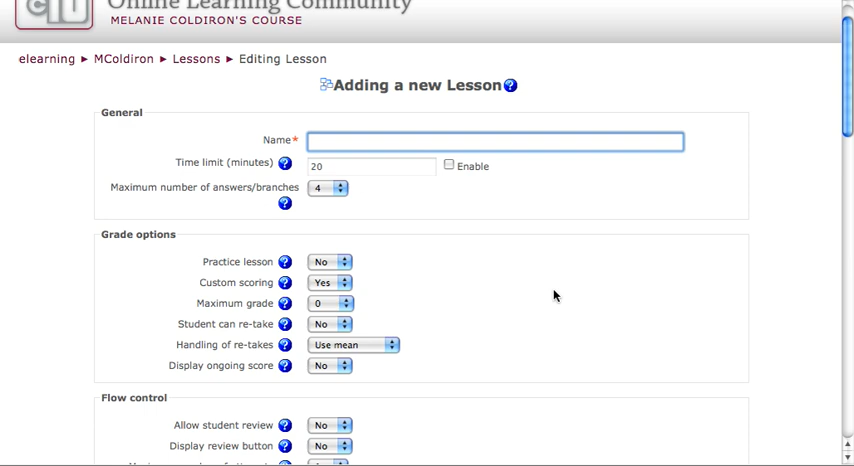 Online Learning Community
MELANIE COLDIRON'S COURSE
elearning ► MColdiron ► Lessons ► Editing Lesson
Adding a new Lesson ?
General
Name*
Time limit (minutes) ? 20 Enable
Maximum number of answers/branches 4
?
Grade options
Practice lesson ? No
Custom scoring ? Yes
Maximum grade ? 0
Student can re-take ? No
Handling of re-takes ? Use mean
Display ongoing score ? No
Flow control
Allow student review ? No
Display review button ? No